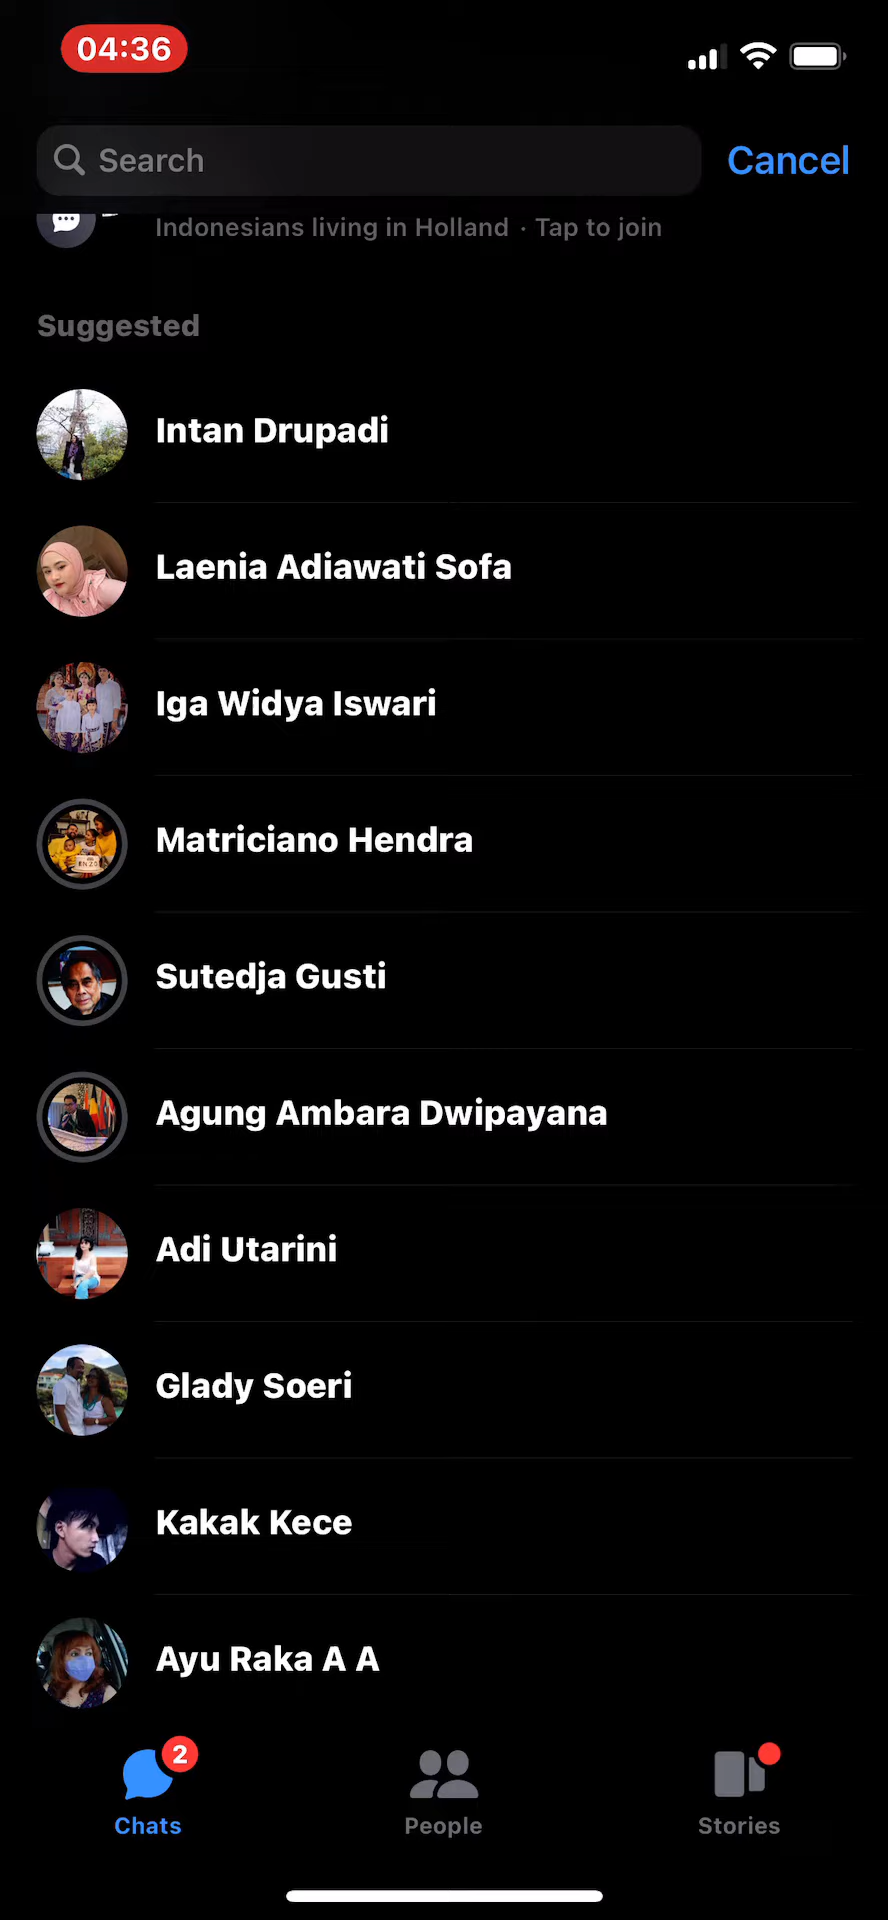 04:36
Search
Cancel
Indonesians living in Holland · Tap to join
Suggested
Intan Drupadi
Laenia Adiawati Sofa
Iga Widya Iswari
Matriciano Hendra
Sutedja Gusti
Agung Ambara Dwipayana
Adi Utarini
Glady Soeri
Kakak Kece
Ayu Raka A A
2
Chats
People
Stories